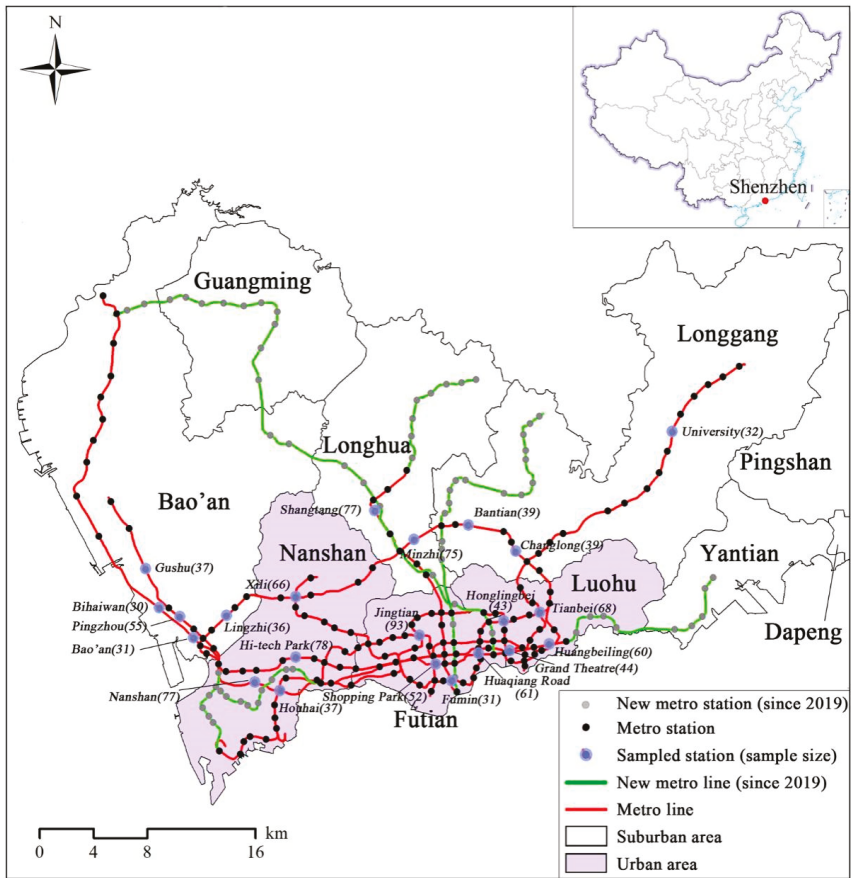 N
Shenzhen
Guangming
Longgang
University(32)
Longhua
Pingshan
Bao'an
Shangtang(77)
Bantian(39)
Nanshan
Minzhi(75)
Changlong(39)
Yantian
Gushu(37)
Xili(66)
Luohu
Honglingbei
(43)
Bihaiwan(30)
Jingtian
(93)
Tianbei(68)
Pingzhou(55)
Lingzhi(36)
Dapeng
Bao'an(31)
Hi-tech Park(78)
Huangbeiling(60)
Grand Theatre(44)
Nanshan(77)
Shopping Park(52)
Huaqiang Road
(61)
Houhai(37)
Fumin(31)
Futian
New metro station (since 2019)
Metro station
Sampled station (sample size)
New metro line (since 2019)
Metro line
Suburban area
Urban area
km
0 4 8 16